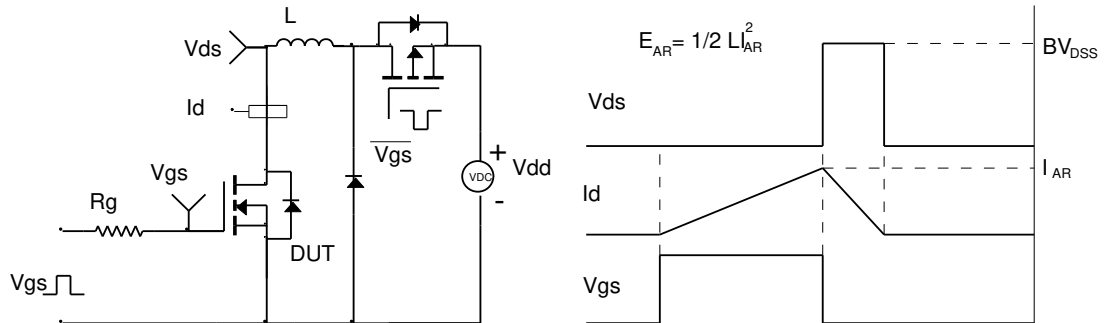 L
Vds
Id
Vgs
Vgs
+
VDC
Vdd
-
Vgs
Rg
DUT
Vgs
E_AR = 1/2 LI_AR^2
BV_DSS
Vds
I_AR
Id
Vgs